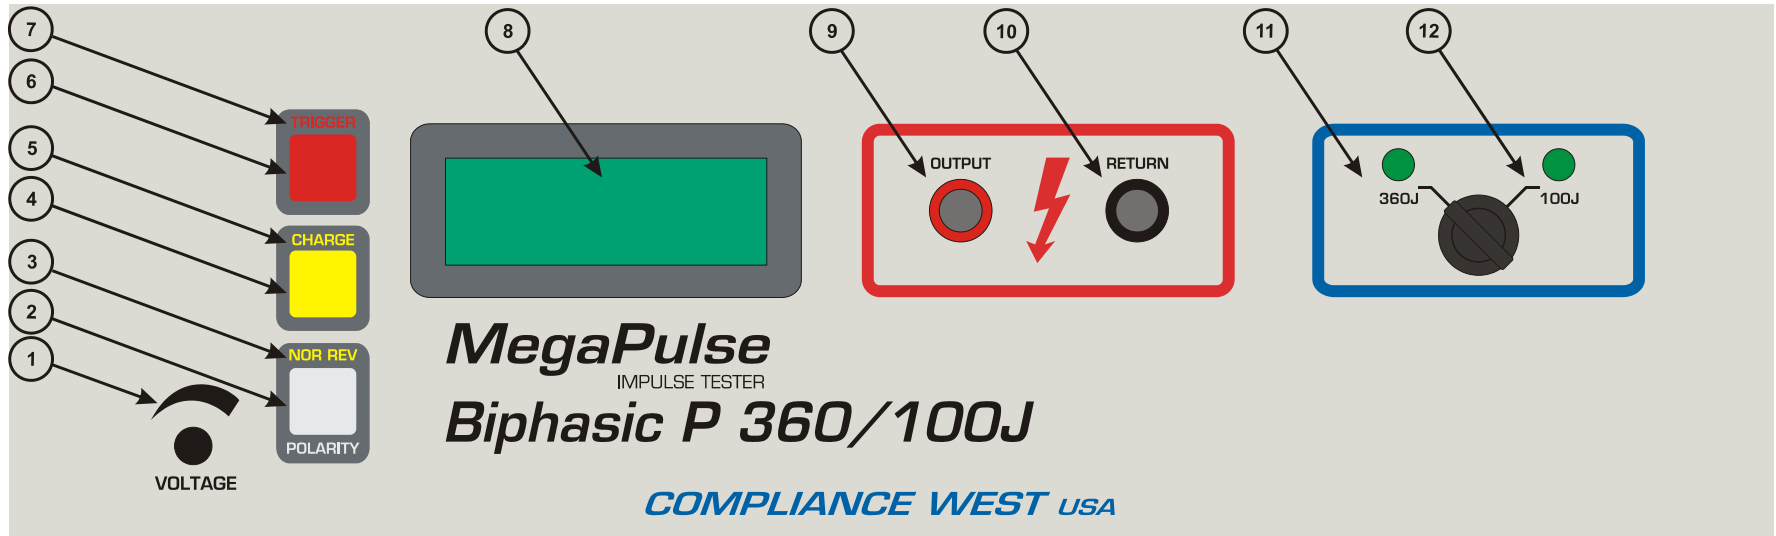 7
8
9
10
11
12
6
TRIGGER
5
OUTPUT
RETURN
4
360J
100J
CHARGE
3
2
NOR REV
1
MegaPulse
IMPULSE TESTER
Biphasic P 360/100J
POLARITY
VOLTAGE
COMPLIANCE WEST USA